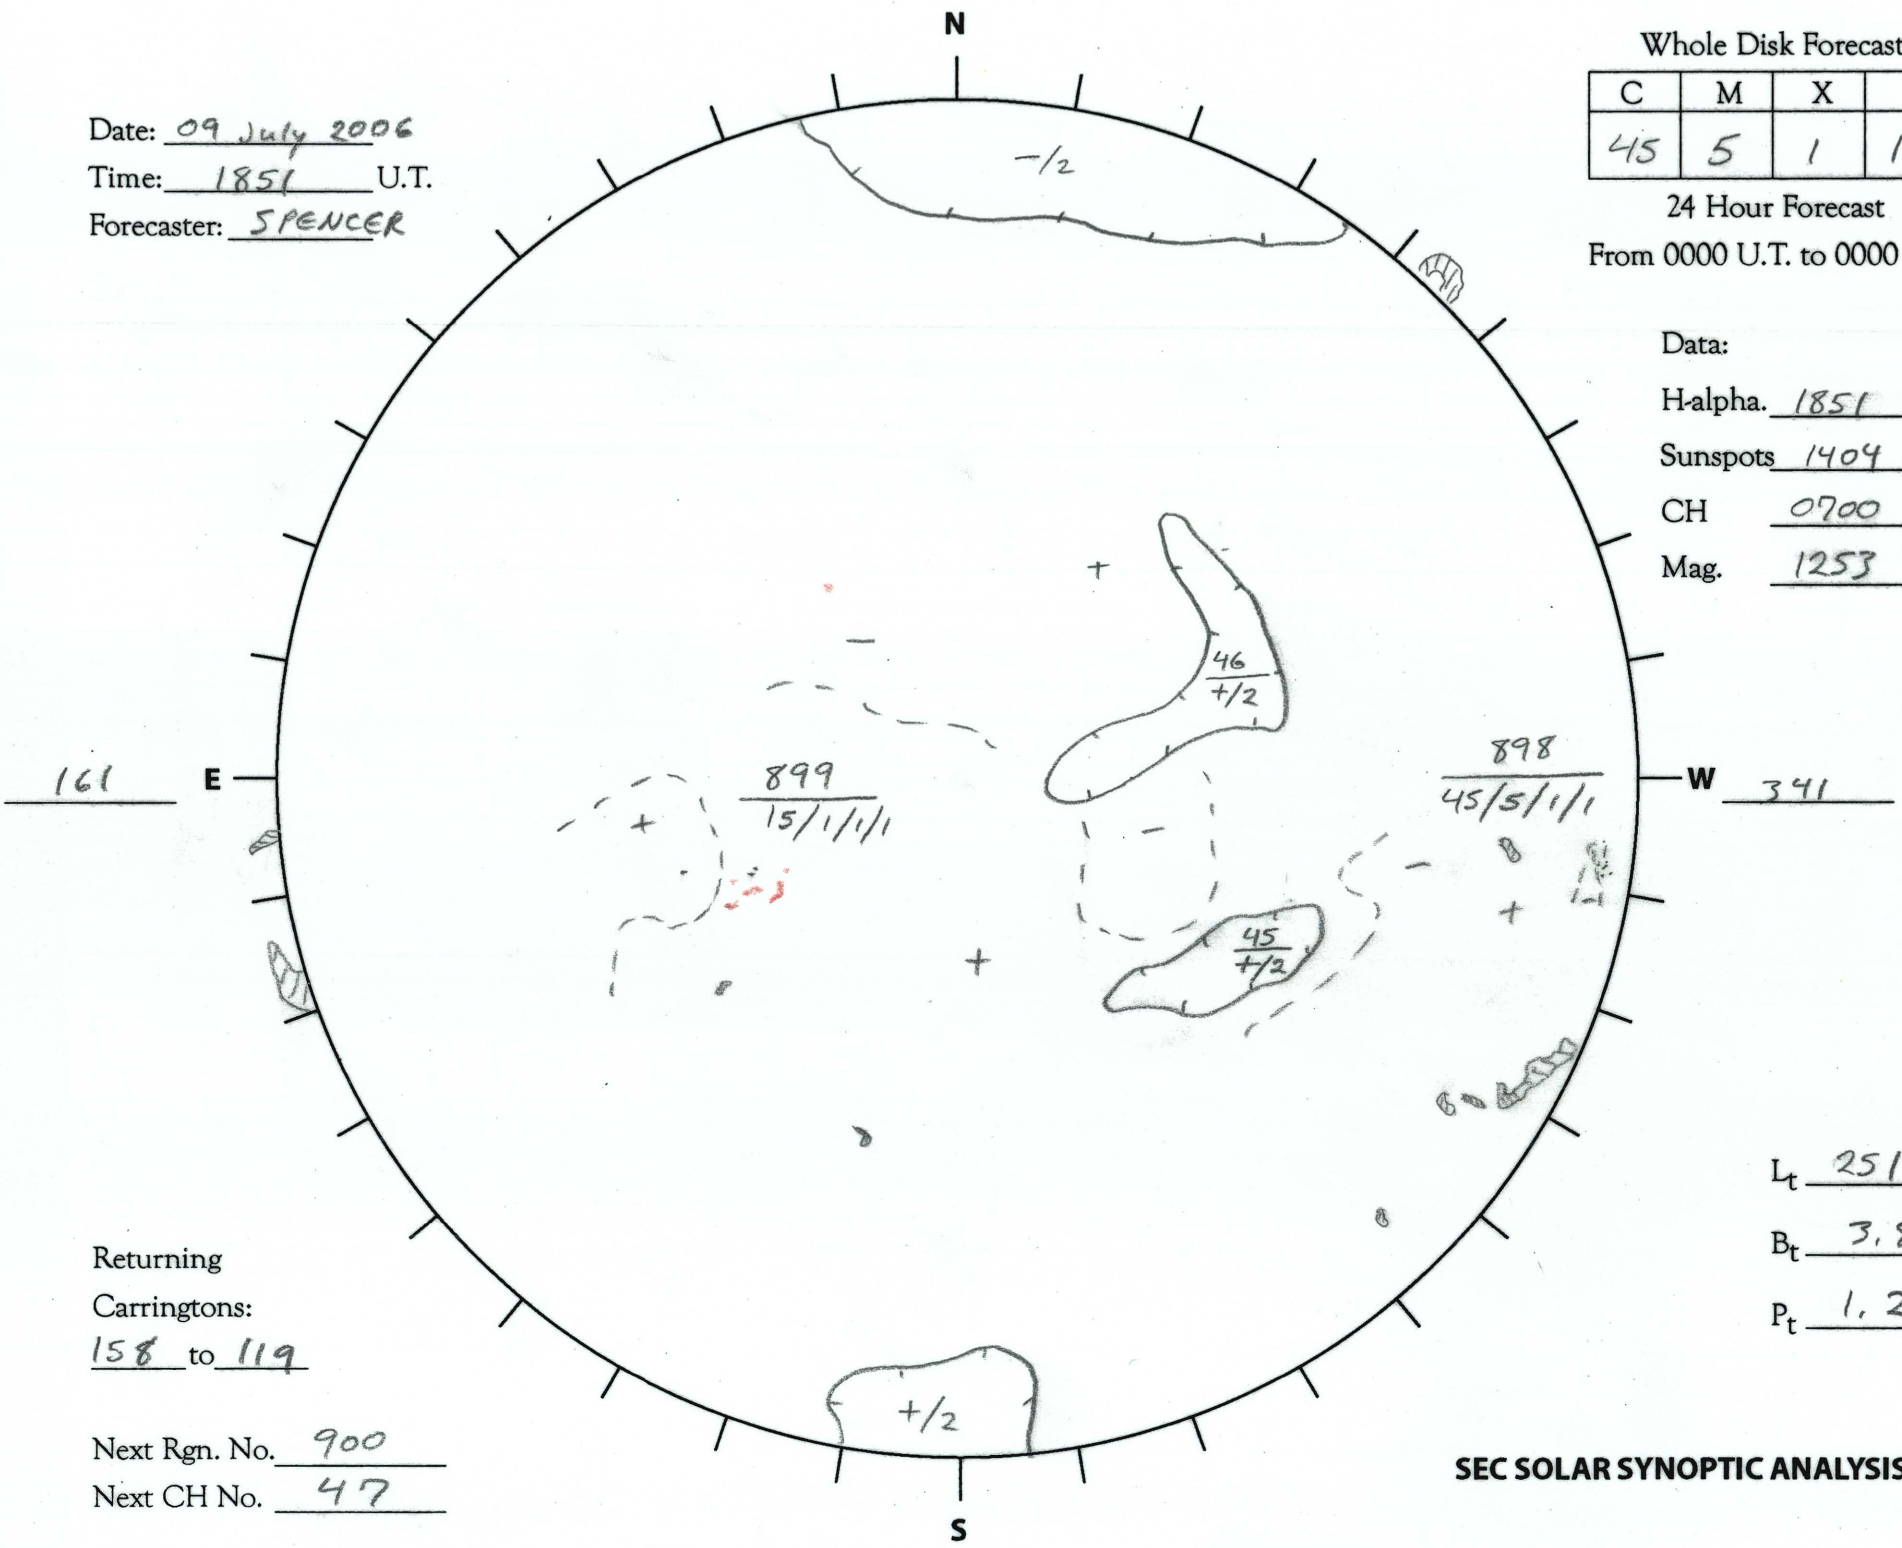 N
Whole Disk Forecast
C M X
45 5 1 1
24 Hour Forecast
From 0000 U.T. to 0000
Date: 09 July 2006
Time: 1851 U.T.
Forecaster: SPENCER
-/2
Data:
H-alpha. 1851
Sunspots 1404
CH 0700
Mag. 1253
+
−
46
+/2
899
15/1/1/1
898
45/5/1/1
161 E
W 341
+
−
−
+
+
45
+/2
Lt 251
Bt 3.8
Pt 1.2
Returning
Carringtons:
158 to 119
+/2
Next Rgn. No. 900
Next CH No. 47
SEC SOLAR SYNOPTIC ANALYSIS
S